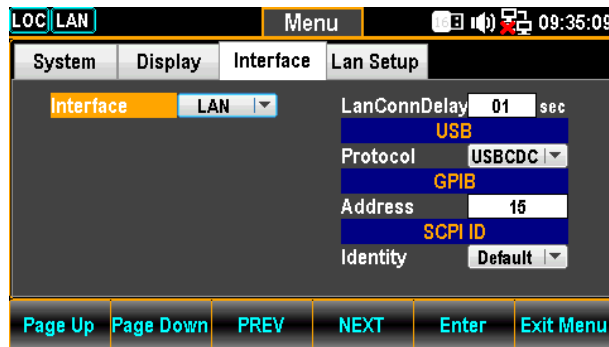 LOC LAN Menu 16 09:35:09
System Display Interface Lan Setup
Interface LAN LanConnDelay 01 sec
USB
Protocol USBCDC
GPIB
Address 15
SCPI ID
Identity Default
Page Up Page Down PREV NEXT Enter Exit Menu